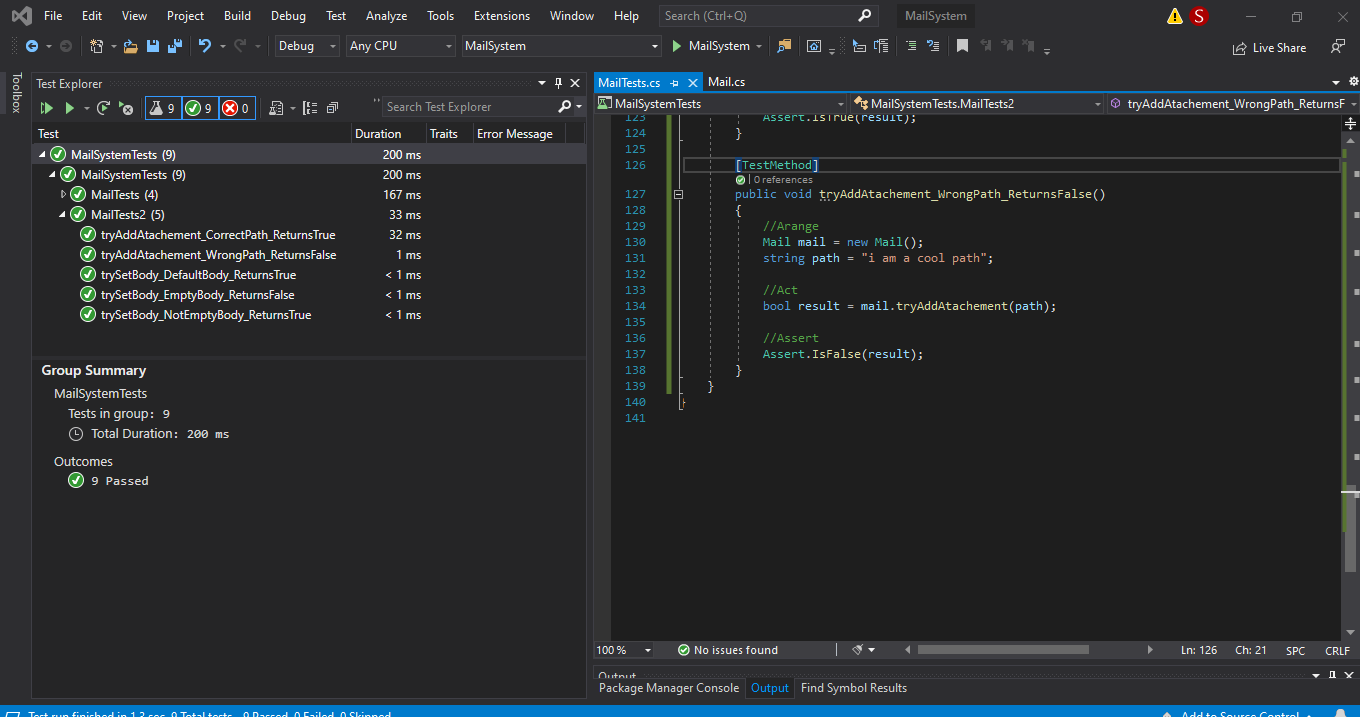 File Edit View Project Build Debug Test Analyze Tools Extensions Window Help Search (Ctrl+Q) MailSystem S
Debug Any CPU MailSystem MailSystem Live Share
Toolbox
Test Explorer
9 9 0 Search Test Explorer
Test Duration Traits Error Message
MailSystemTests (9) 200 ms
MailSystemTests (9) 200 ms
MailTests (4) 167 ms
MailTests2 (5) 33 ms
tryAddAtachement_CorrectPath_ReturnsTrue 32 ms
tryAddAtachement_WrongPath_ReturnsFalse 1 ms
trySetBody_DefaultBody_ReturnsTrue < 1 ms
trySetBody_EmptyBody_ReturnsFalse < 1 ms
trySetBody_NotEmptyBody_ReturnsTrue < 1 ms
Group Summary
MailSystemTests
Tests in group: 9
Total Duration: 200 ms
Outcomes
9 Passed
MailTests.cs Mail.cs
MailSystemTests MailSystemTests.MailTests2 tryAddAtachement_WrongPath_ReturnsF
123 Assert.IsTrue(result);
124 }
125
126 [TestMethod]
0 references
127 public void tryAddAtachement_WrongPath_ReturnsFalse()
128 {
129 //Arange
130 Mail mail = new Mail();
131 string path = "i am a cool path";
132
133 //Act
134 bool result = mail.tryAddAtachement(path);
135
136 //Assert
137 Assert.IsFalse(result);
138 }
139 }
140 }
141
100 % No issues found Ln: 126 Ch: 21 SPC CRLF
Output
Package Manager Console Output Find Symbol Results
Test run finished in 1,3 sec. 9 Total tests 9 Passed, 0 Failed, 0 Skipped Add to Source Control